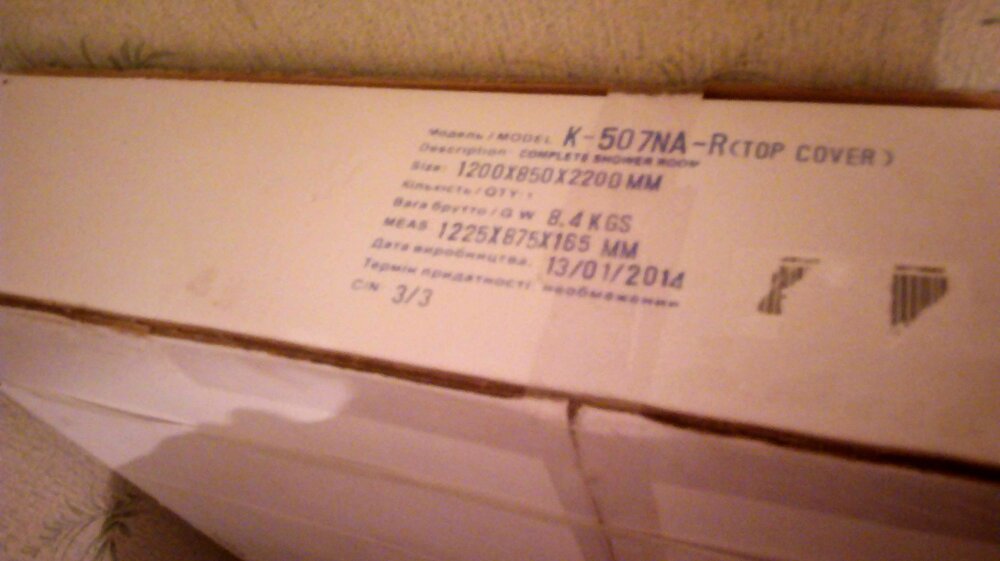 Модель / MODEL K-507NA-R(TOP COVER)
Description COMPLETE SHOWER ROOM
Size: 1200X850X2200 MM
Кількість / QTY 1
Вага брутто / G W 8.4 KGS
MEAS 1225X875X165 MM
Дата виробництва: 13/01/2014
Термін придатності: необмежений
C/N 3/3